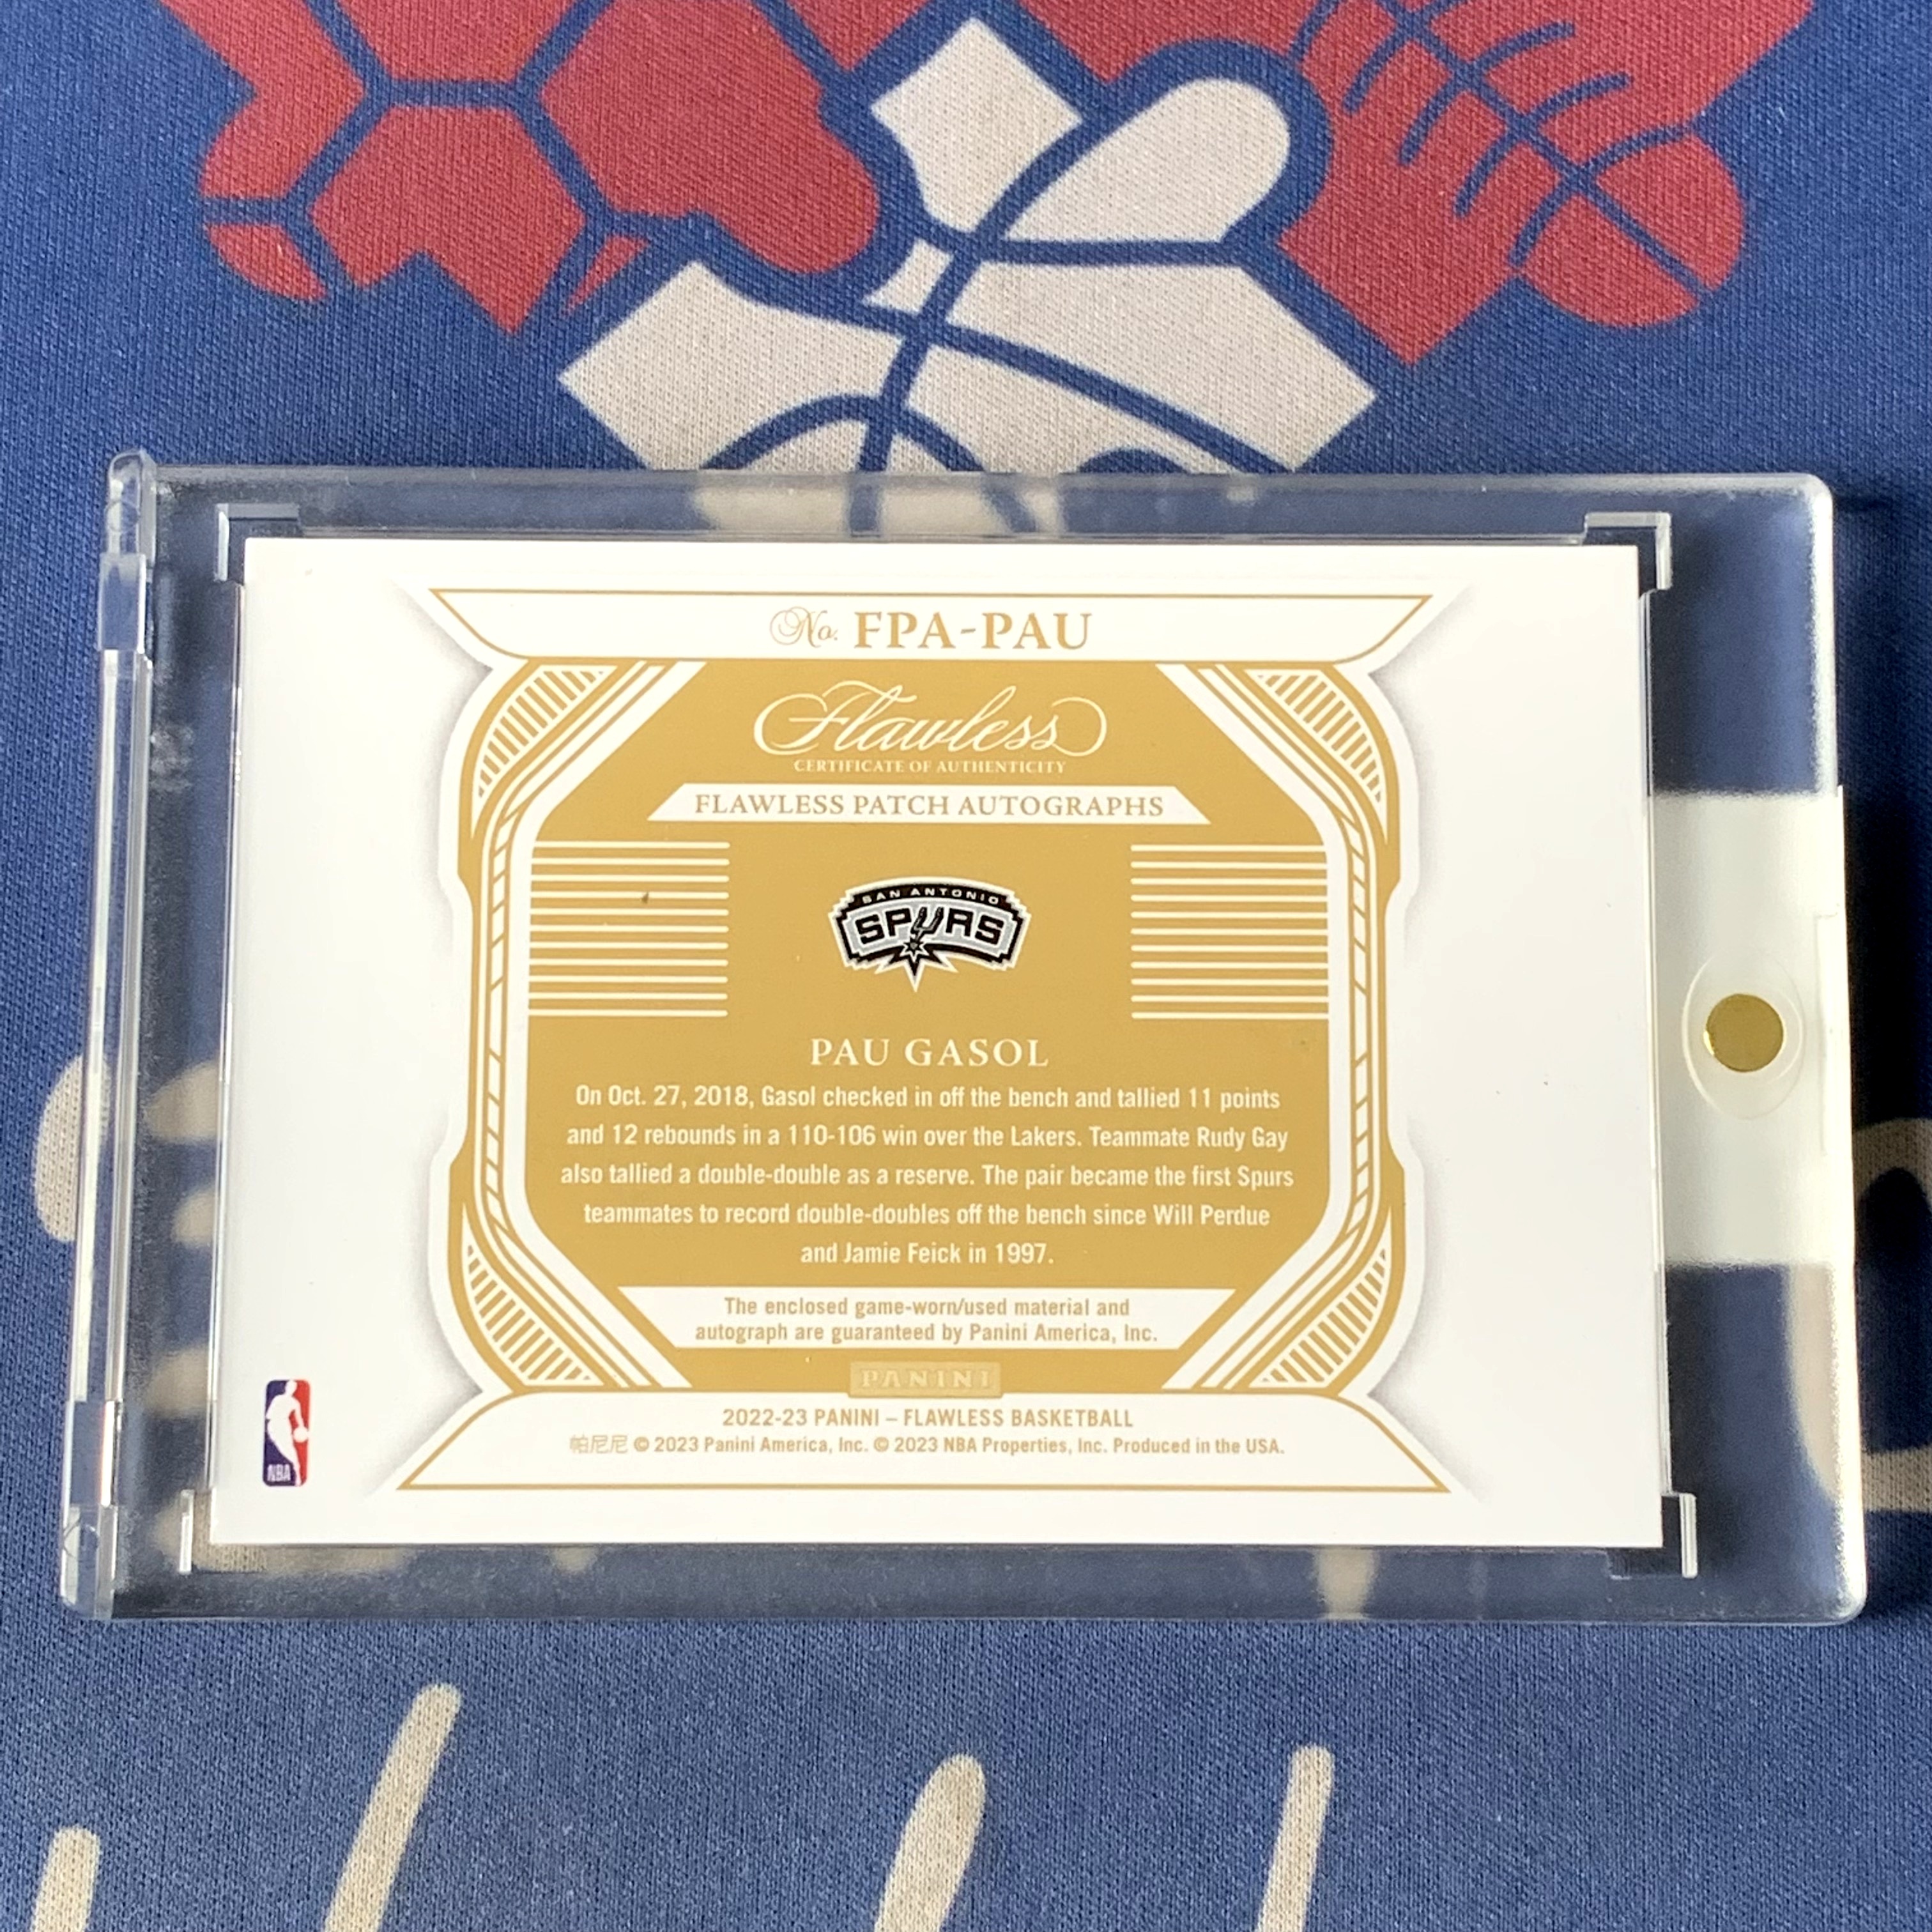 No. FPA-PAU
Flawless
CERTIFICATE OF AUTHENTICITY
FLAWLESS PATCH AUTOGRAPHS
SAN ANTONIO
SPURS
PAU GASOL
On Oct. 27, 2018, Gasol checked in off the bench and tallied 11 points
and 12 rebounds in a 110-106 win over the Lakers. Teammate Rudy Gay
also tallied a double-double as a reserve. The pair became the first Spurs
teammates to record double-doubles off the bench since Will Perdue
and Jamie Feick in 1997.
The enclosed game-worn/used material and
autograph are guaranteed by Panini America, Inc.
PANINI
2022-23 PANINI – FLAWLESS BASKETBALL
帕尼尼 © 2023 Panini America, Inc. © 2023 NBA Properties, Inc. Produced in the USA.
NBA